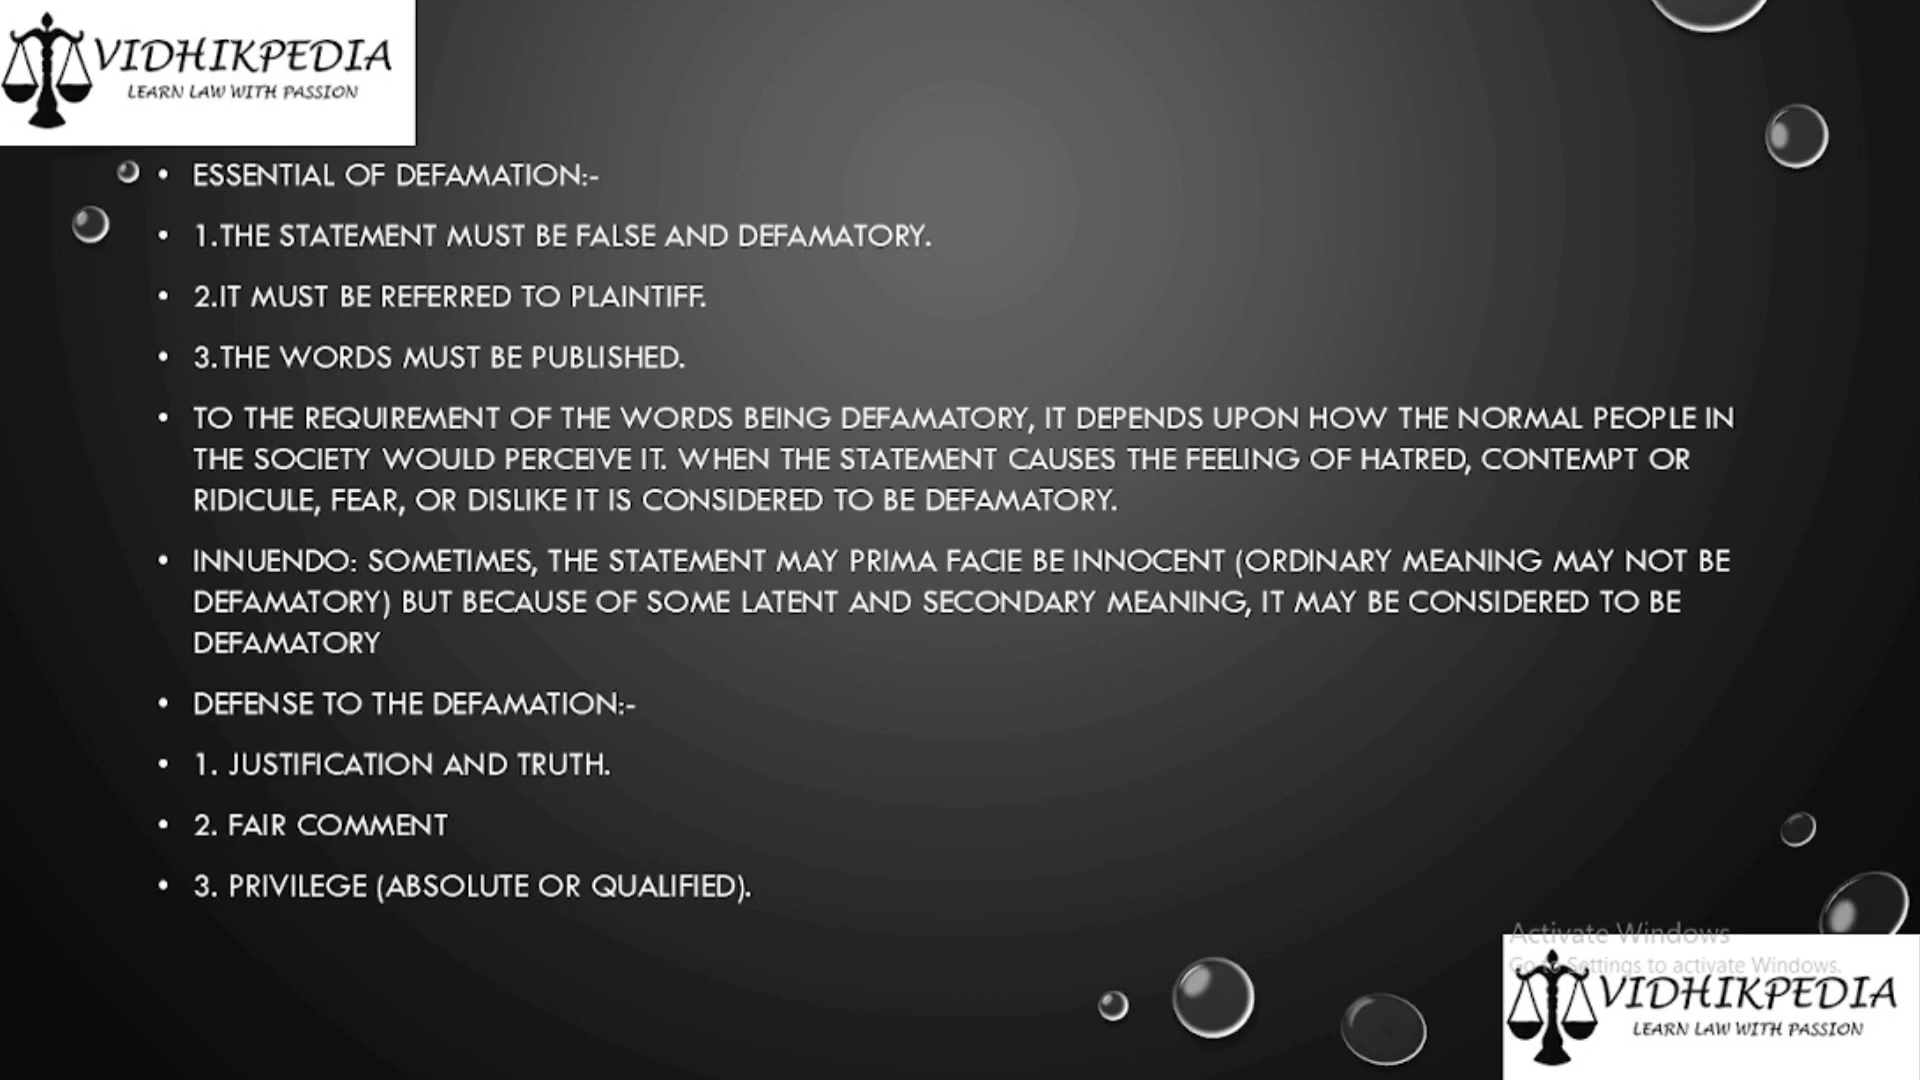 VIDHIKPEDIA
LEARN LAW WITH PASSION
• ESSENTIAL OF DEFAMATION:-
• 1.THE STATEMENT MUST BE FALSE AND DEFAMATORY.
• 2.IT MUST BE REFERRED TO PLAINTIFF.
• 3.THE WORDS MUST BE PUBLISHED.
• TO THE REQUIREMENT OF THE WORDS BEING DEFAMATORY, IT DEPENDS UPON HOW THE NORMAL PEOPLE IN
THE SOCIETY WOULD PERCEIVE IT. WHEN THE STATEMENT CAUSES THE FEELING OF HATRED, CONTEMPT OR
RIDICULE, FEAR, OR DISLIKE IT IS CONSIDERED TO BE DEFAMATORY.
• INNUENDO: SOMETIMES, THE STATEMENT MAY PRIMA FACIE BE INNOCENT (ORDINARY MEANING MAY NOT BE
DEFAMATORY) BUT BECAUSE OF SOME LATENT AND SECONDARY MEANING, IT MAY BE CONSIDERED TO BE
DEFAMATORY
• DEFENSE TO THE DEFAMATION:-
• 1. JUSTIFICATION AND TRUTH.
• 2. FAIR COMMENT
• 3. PRIVILEGE (ABSOLUTE OR QUALIFIED).
Activate Windows
Go to Settings to activate Windows.
VIDHIKPEDIA
LEARN LAW WITH PASSION